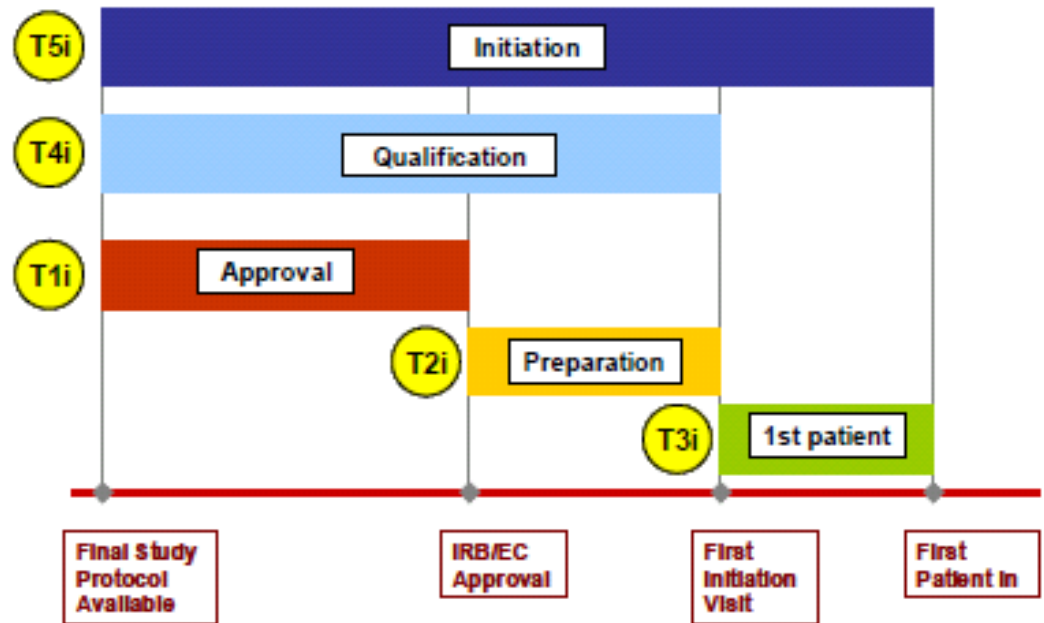 T5i
Initiation
T4i
Qualification
T1i
Approval
T2i
Preparation
T3i
1st patient
Final Study
Protocol
Available
IRB/EC
Approval
First
Initiation
Visit
First
Patient In